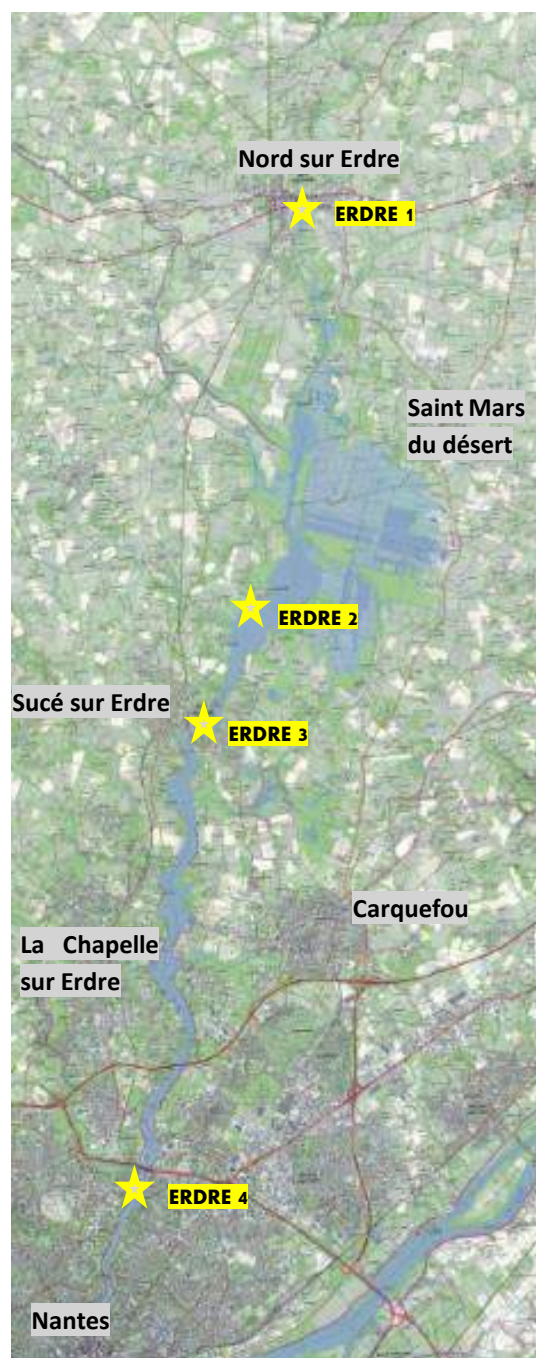 Nord sur Erdre
ERDRE 1
Saint Mars
du désert
ERDRE 2
Sucé sur Erdre
ERDRE 3
Carquefou
La Chapelle
sur Erdre
ERDRE 4
Nantes